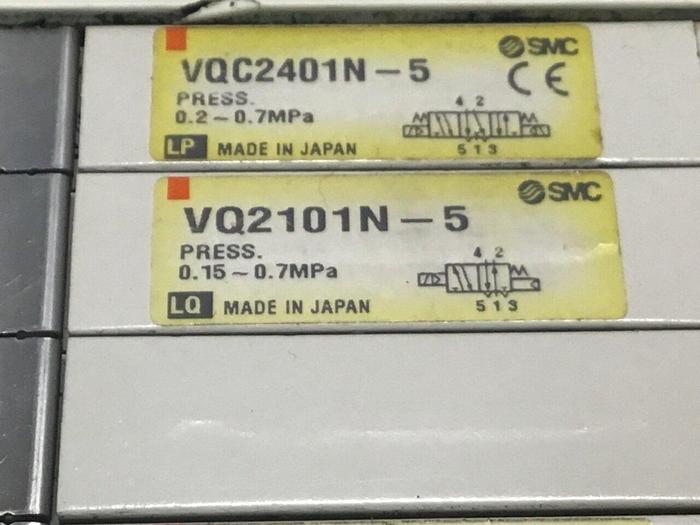 VQC2401N-5 SMC
PRESS. CE
0.2~0.7MPa 4 2
LP MADE IN JAPAN 5 1 3
VQ2101N-5 SMC
PRESS. 4 2
0.15~0.7MPa
LQ MADE IN JAPAN 5 1 3